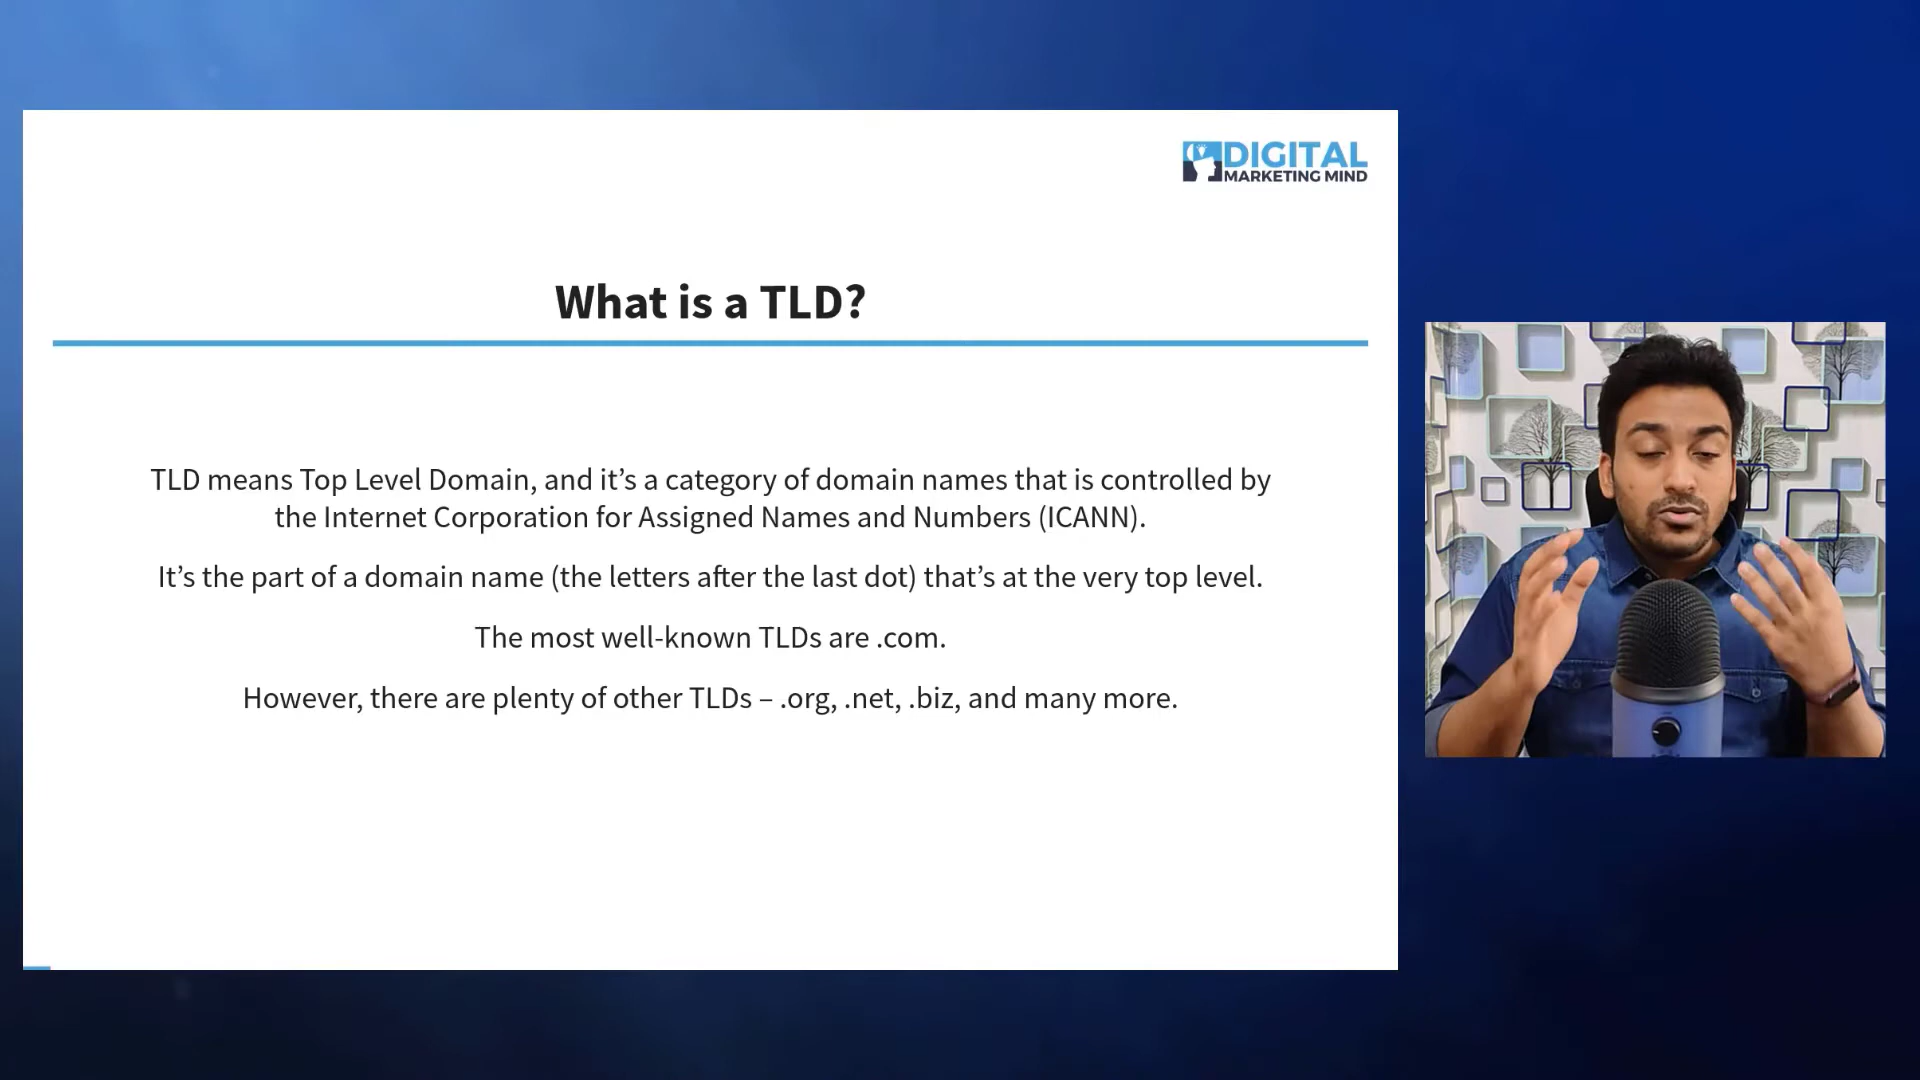 DIGITAL
MARKETING MIND
What is a TLD?
TLD means Top Level Domain, and it’s a category of domain names that is controlled by
the Internet Corporation for Assigned Names and Numbers (ICANN).
It’s the part of a domain name (the letters after the last dot) that’s at the very top level.
The most well-known TLDs are .com.
However, there are plenty of other TLDs – .org, .net, .biz, and many more.